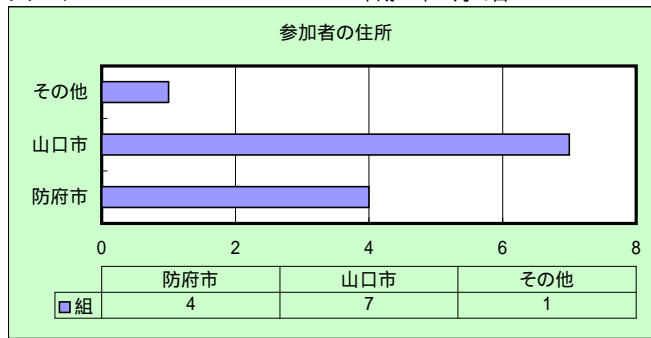 参加者の住所
その他
山口市
防府市
0 2 4 6 8
防府市 山口市 その他
組 4 7 1